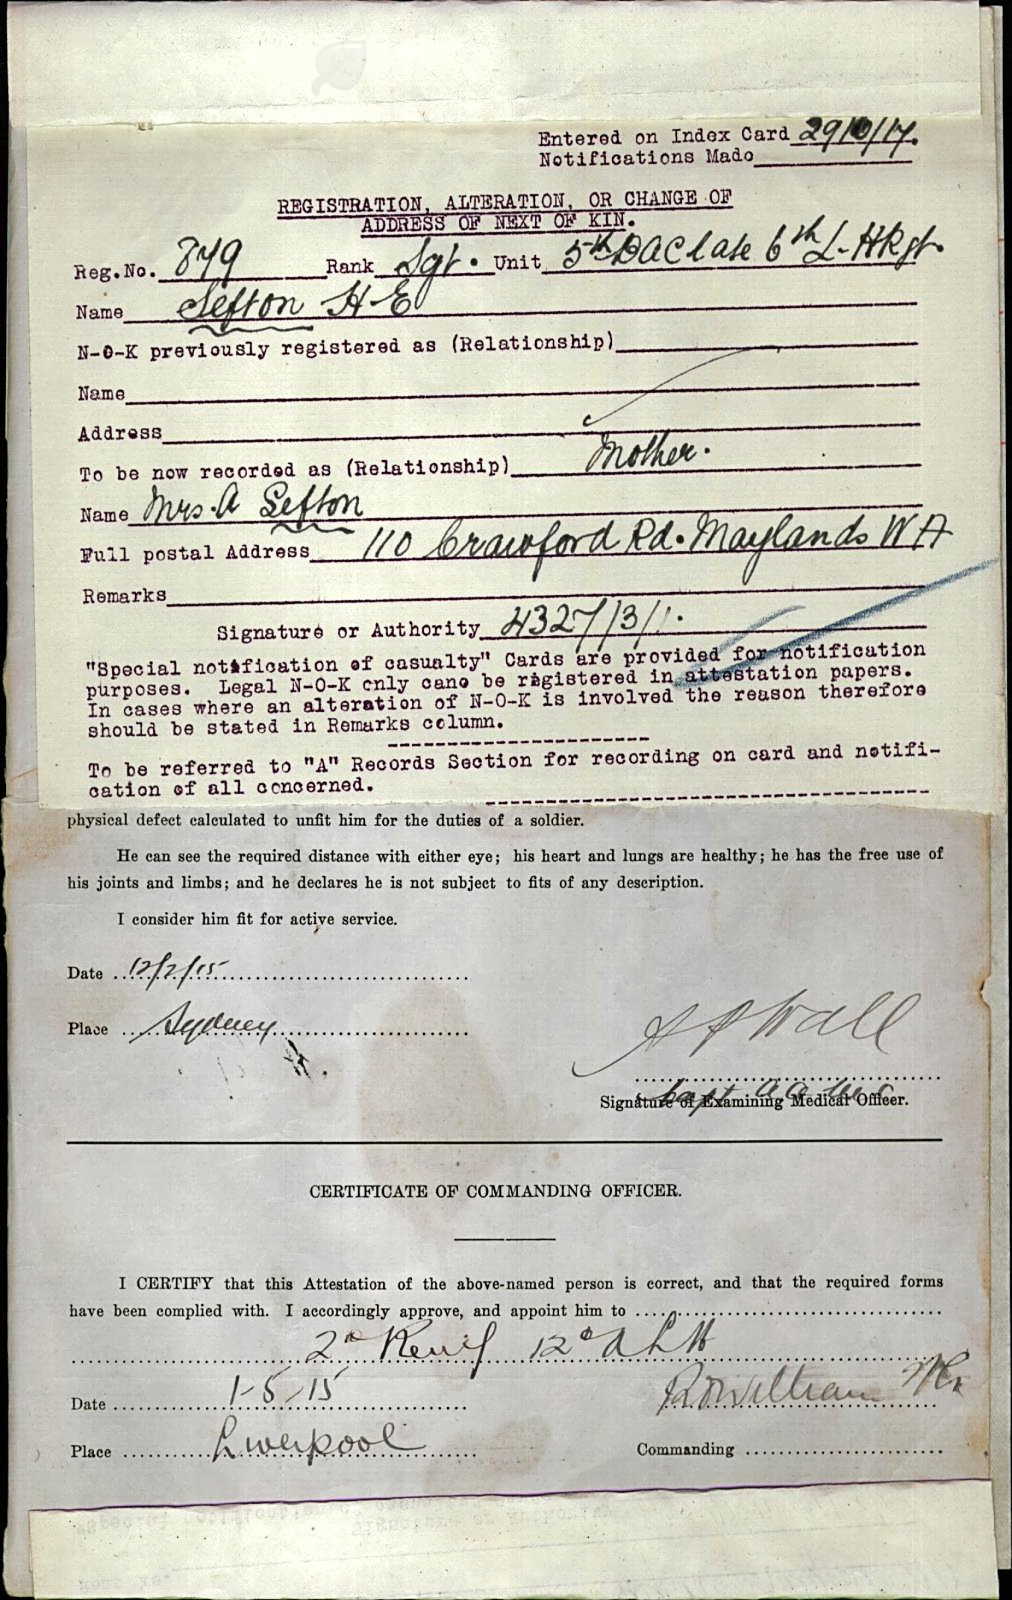 Entered on Index Card 29/10/17.
Notifications Made
REGISTRATION, ALTERATION, OR CHANGE OF
ADDRESS OF NEXT OF KIN.
Reg.No. 849 Rank Sgt. Unit 5th DAC late 6th L. H Rgt.
Name Sefton H E
N-O-K previously registered as (Relationship)
Name
Address
To be now recorded as (Relationship) Mother.
Name Mrs. A Sefton
Full postal Address 110 Crawford Rd. Maylands W A
Remarks
Signature or Authority 4327/3/1.
"Special notification of casualty" Cards are provided for notification
purposes. Legal N-O-K only cane be registered in attestation papers.
In cases where an alteration of N-O-K is involved the reason therefore
should be stated in Remarks column.
To be referred to "A" Records Section for recording on card and notifi-
cation of all concerned.
physical defect calculated to unfit him for the duties of a soldier.
He can see the required distance with either eye; his heart and lungs are healthy; he has the free use of
his joints and limbs; and he declares he is not subject to fits of any description.
I consider him fit for active service.
Date 12/2/15
Place Sydney
Wall
Capt A A M C
Signature of Examining Medical Officer.
CERTIFICATE OF COMMANDING OFFICER.
I CERTIFY that this Attestation of the above-named person is correct, and that the required forms
have been complied with. I accordingly approve, and appoint him to
2n Reinf 12th A L H
Date 1-5-15
Place Liverpool
Commanding